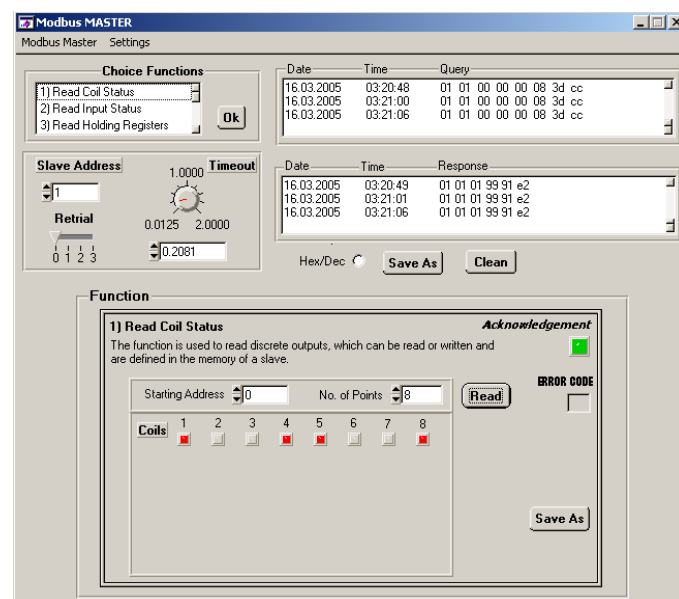 Modbus MASTER
Modbus Master Settings
Choice Functions
1) Read Coil Status
2) Read Input Status
3) Read Holding Registers
Ok
Date Time Query
16.03.2005 03:20:48 01 01 00 00 00 08 3d cc
16.03.2005 03:21:00 01 01 00 00 00 08 3d cc
16.03.2005 03:21:06 01 01 00 00 00 08 3d cc
Slave Address
1
Retrial
0 1 2 3
Timeout
1.0000
0.0125 2.0000
0.2081
Date Time Response
16.03.2005 03:20:49 01 01 01 99 91 e2
16.03.2005 03:21:01 01 01 01 99 91 e2
16.03.2005 03:21:06 01 01 01 99 91 e2
Hex/Dec Save As Clean
Function
1) Read Coil Status
Acknowledgement
The function is used to read discrete outputs, which can be read or written and
are defined in the memory of a slave.
Starting Address 0 No. of Points 8
Read
ERROR CODE
Coils 1 2 3 4 5 6 7 8
Save As